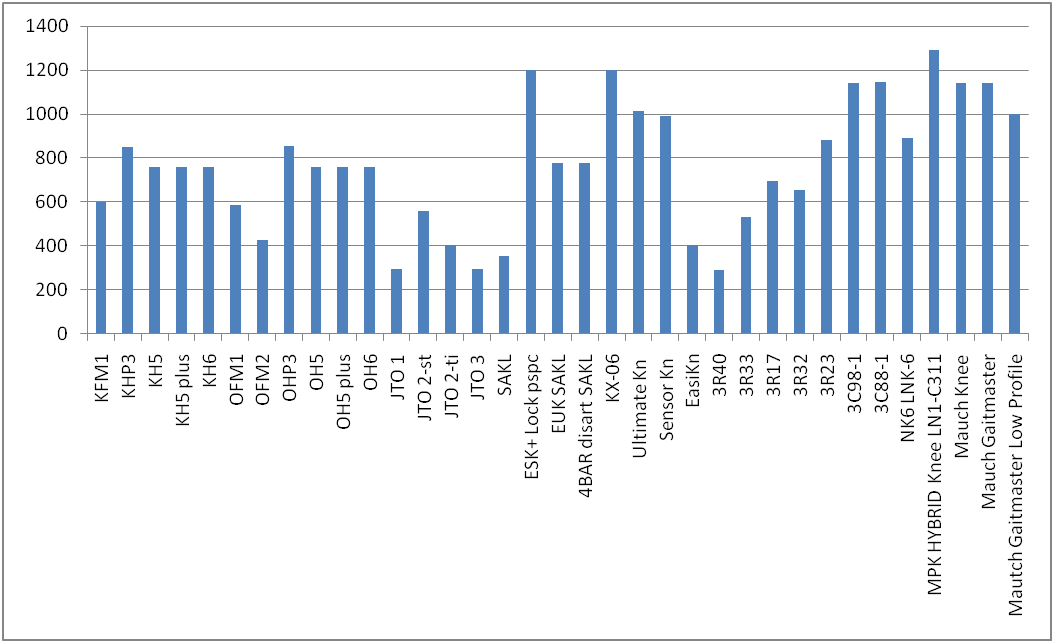 1400
1200
1000
800
600
400
200
0
KFM1
KHP3
KH5
KH5 plus
KH6
OFM1
OFM2
OHP3
OH5
OH5 plus
OH6
JTO 1
JTO 2-st
JTO 2-ti
JTO 3
SAKL
ESK+ Lock pspc
EUK SAKL
4BAR disart SAKL
KX-06
Ultimate Kn
Sensor Kn
EasiKn
3R40
3R33
3R17
3R32
3R23
3C98-1
3C88-1
NK6 LNK-6
MPK HYBRID Knee LN1-C311
Mauch Knee
Mauch Gaitmaster
Mautch Gaitmaster Low Profile